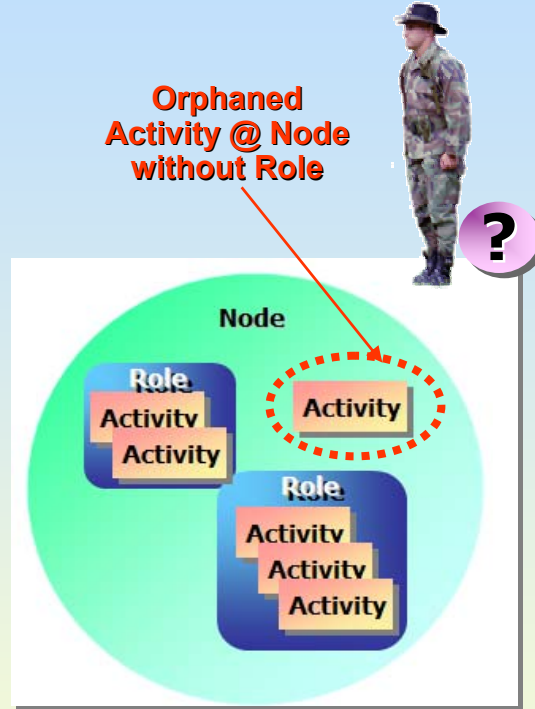 Orphaned
Activity @ Node
without Role
?
Node
Role
Activity
Activity
Activity
Role
Activity
Activity
Activity